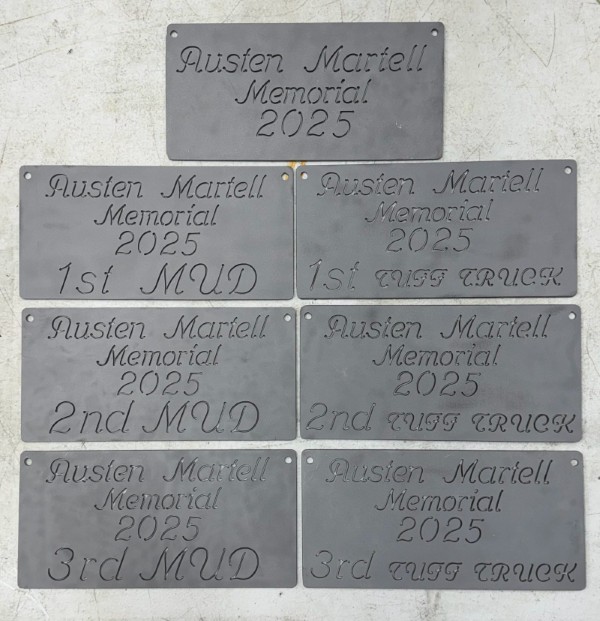 Austen Martell
Memorial
2025
Austen Martell
Memorial
2025
1st MUD
Austen Martell
Memorial
2025
1st TUFF TRUCK
Austen Martell
Memorial
2025
2nd MUD
Austen Martell
Memorial
2025
2nd TUFF TRUCK
Austen Martell
Memorial
2025
3rd MUD
Austen Martell
Memorial
2025
3rd TUFF TRUCK